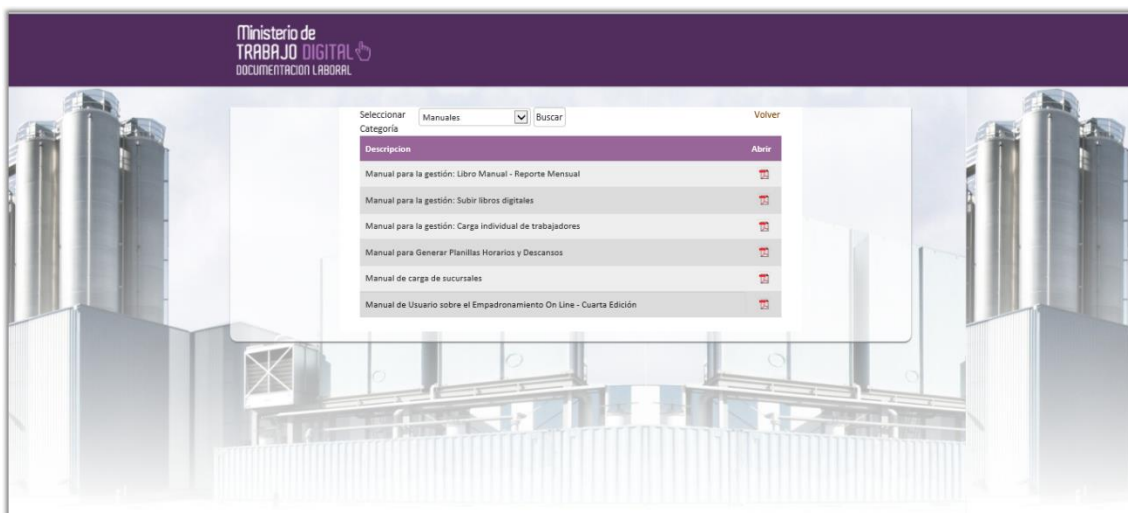 Ministerio de
TRABAJO DIGITAL
DOCUMENTACION LABORAL
Seleccionar Categoría Manuales Buscar Volver
Descripcion Abrir
Manual para la gestión: Libro Manual - Reporte Mensual
Manual para la gestión: Subir libros digitales
Manual para la gestión: Carga individual de trabajadores
Manual para Generar Planillas Horarios y Descansos
Manual de carga de sucursales
Manual de Usuario sobre el Empadronamiento On Line - Cuarta Edición